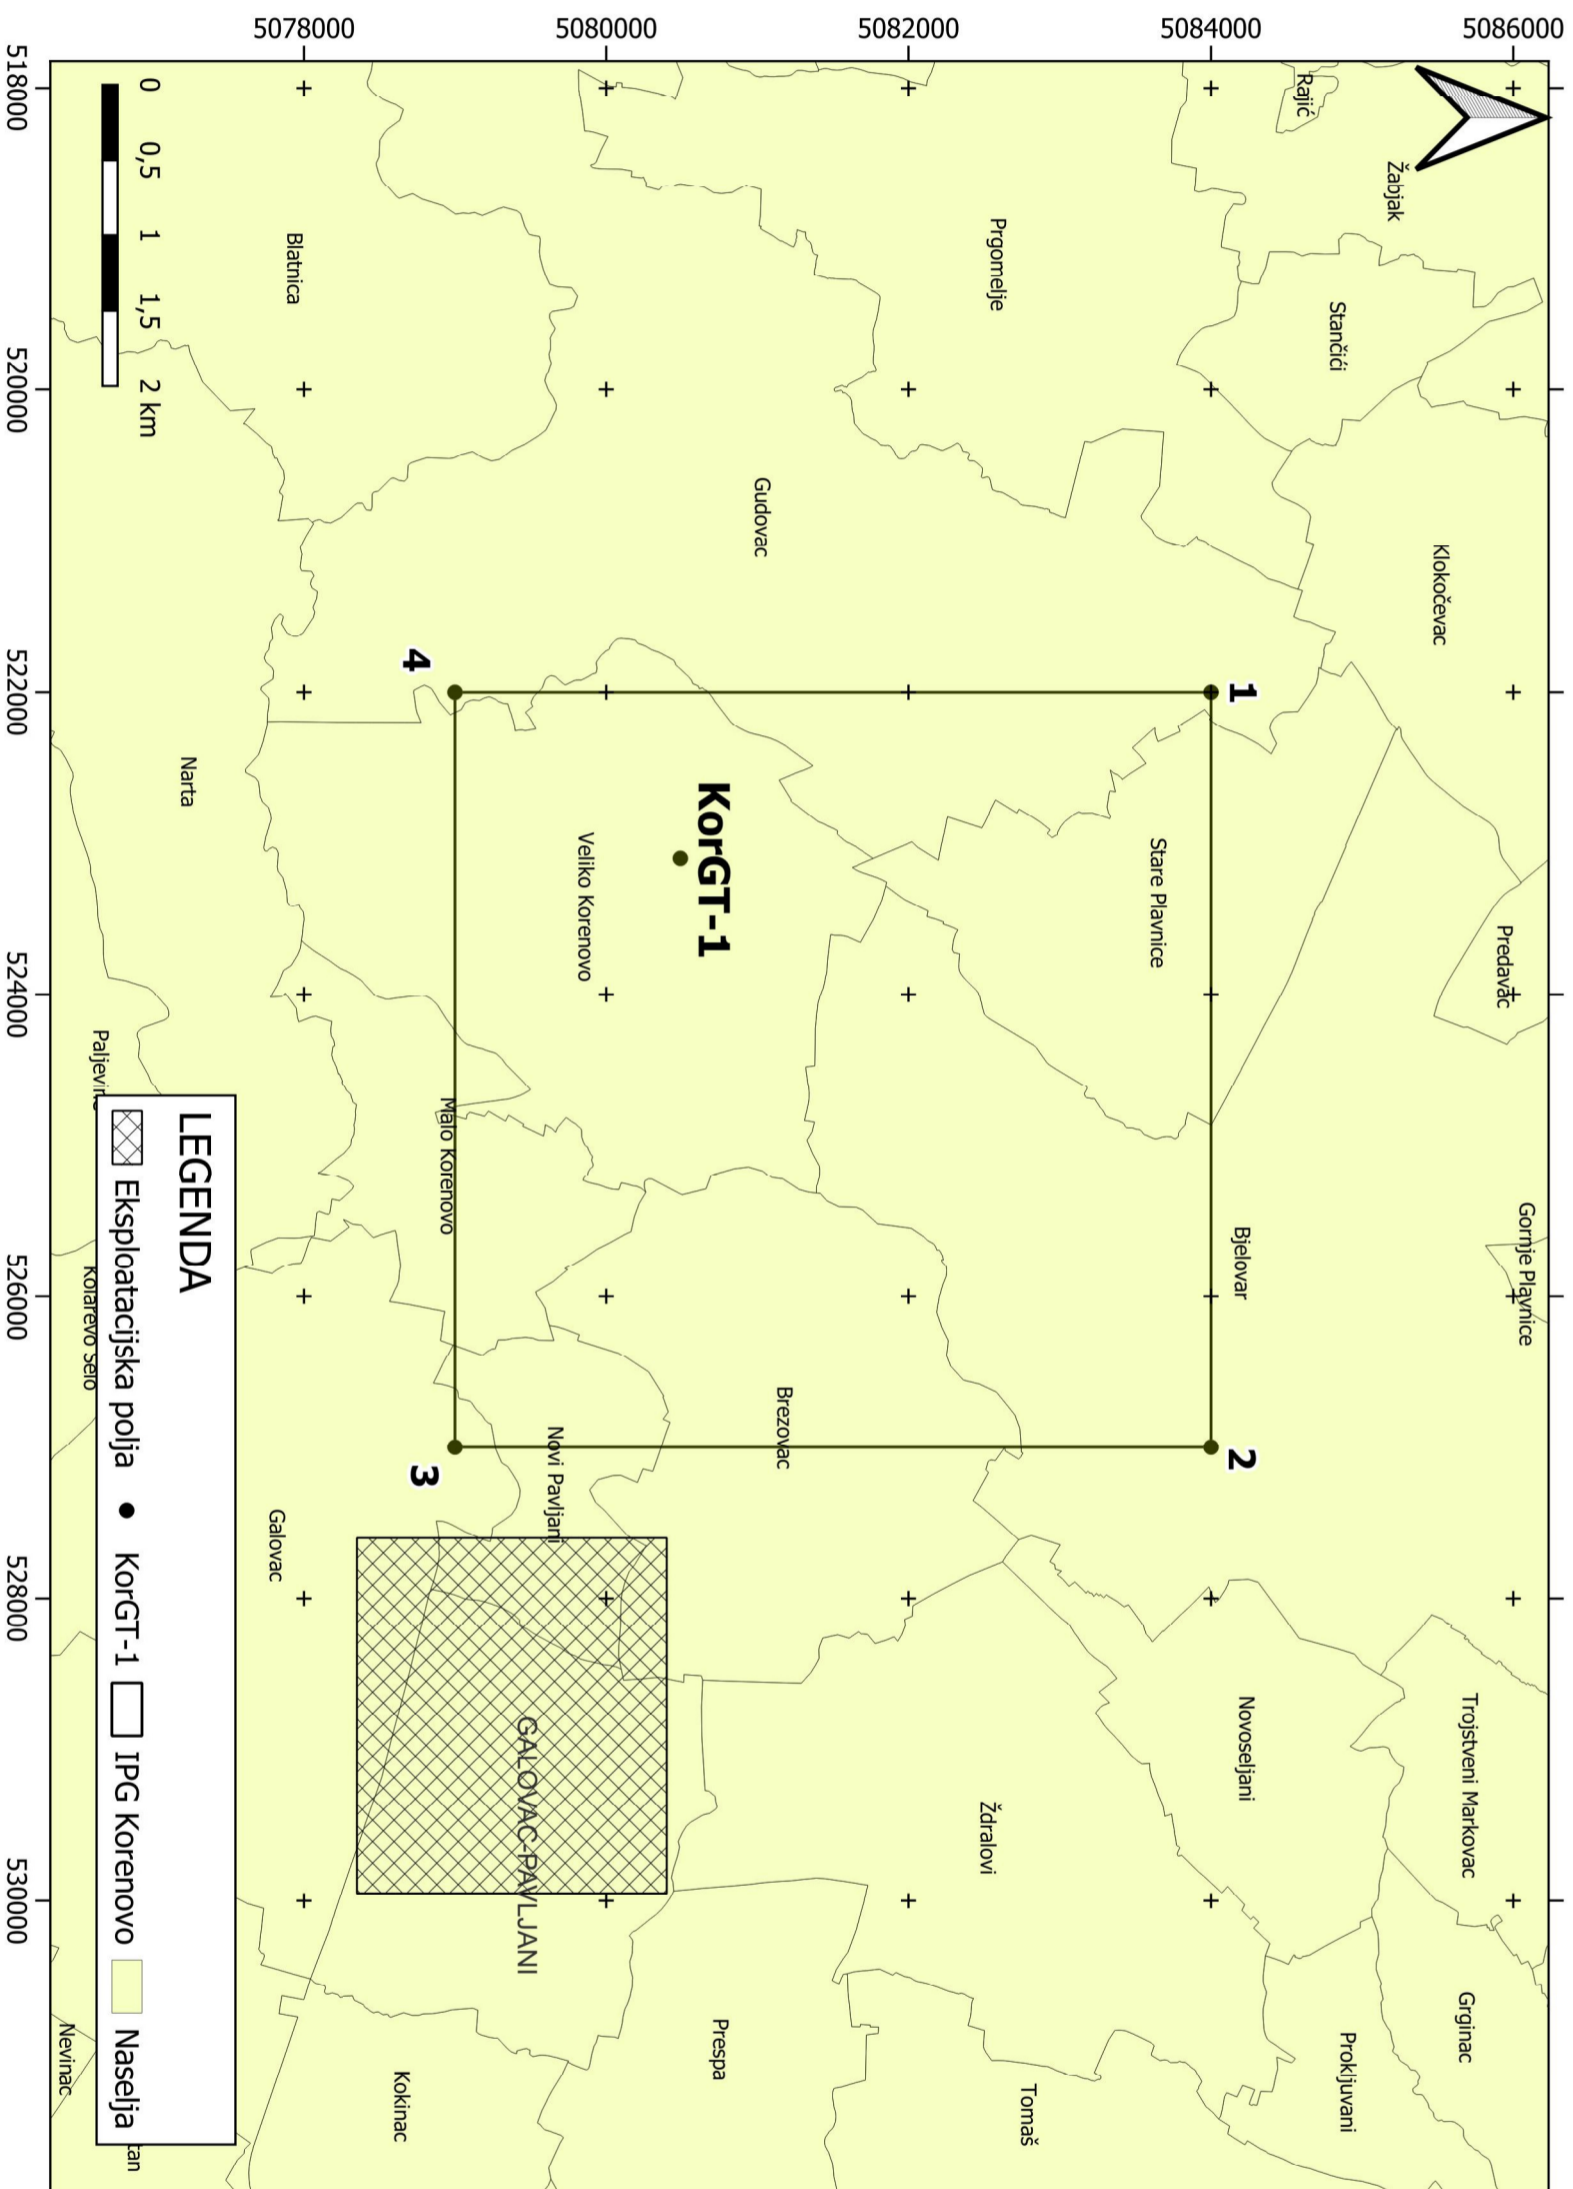 5086000
Gornje Plavnice
Predavac
Trojstveni Markovac
Grginac
Klokočevac
Žabjak
Prokljuvani
Stančići
Rajić
1
2
Bjelovar
Novoseljani
5084000
Stare Plavnice
Tomaš
Prgomelje
Ždralovi
5082000
Brezovac
Gudovac
Prespa
KorGT-1
5080000
Veliko Korenovo
Novi Pavljani
GALOVAC-PAVLJANI
Malo Korenovo
4
3
Kokinac
5078000
Blatnica
Galovac
Narta
LEGENDA
Eksploatacijska polja
KorGT-1
IPG Korenovo
Naselja
0 0,5 1 1,5 2 km
Kolarevo Selo
Nevinac
518000 520000 522000 524000 526000 528000 530000